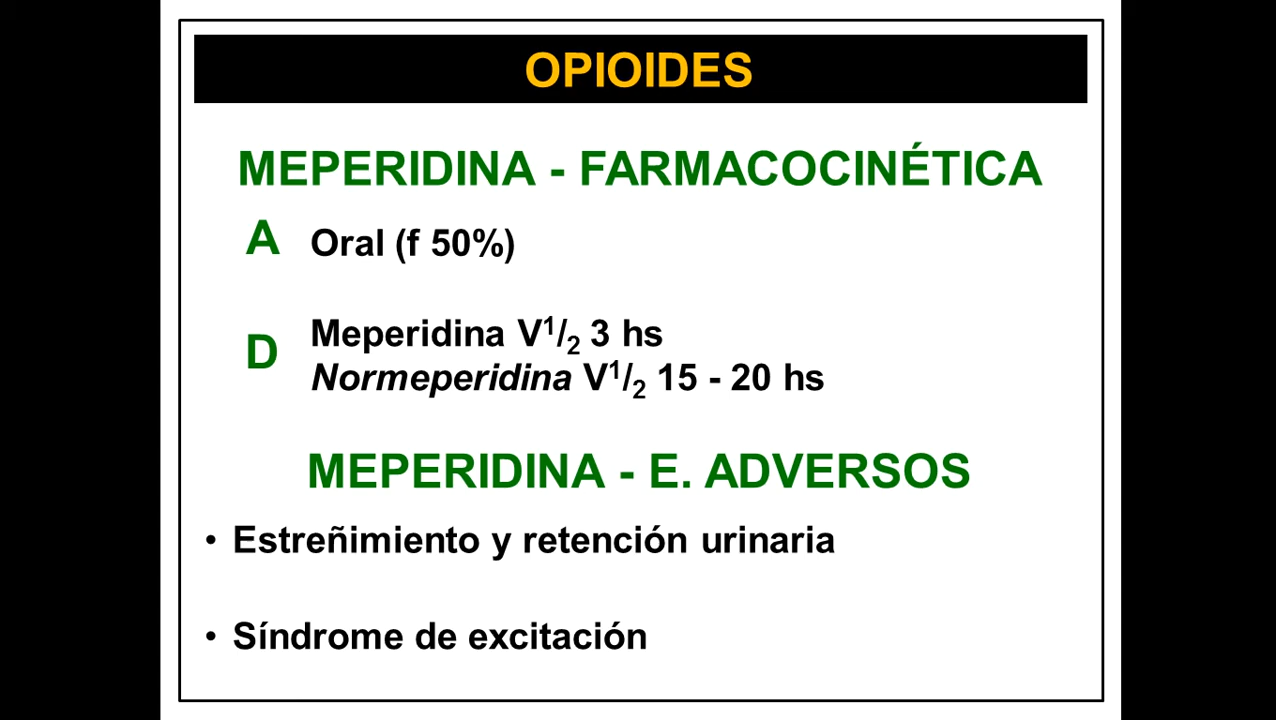 OPIOIDES
MEPERIDINA - FARMACOCINÉTICA
A Oral (f 50%)
D Meperidina V1/2 3 hs
Normeperidina V1/2 15 - 20 hs
MEPERIDINA - E. ADVERSOS
• Estreñimiento y retención urinaria
• Síndrome de excitación